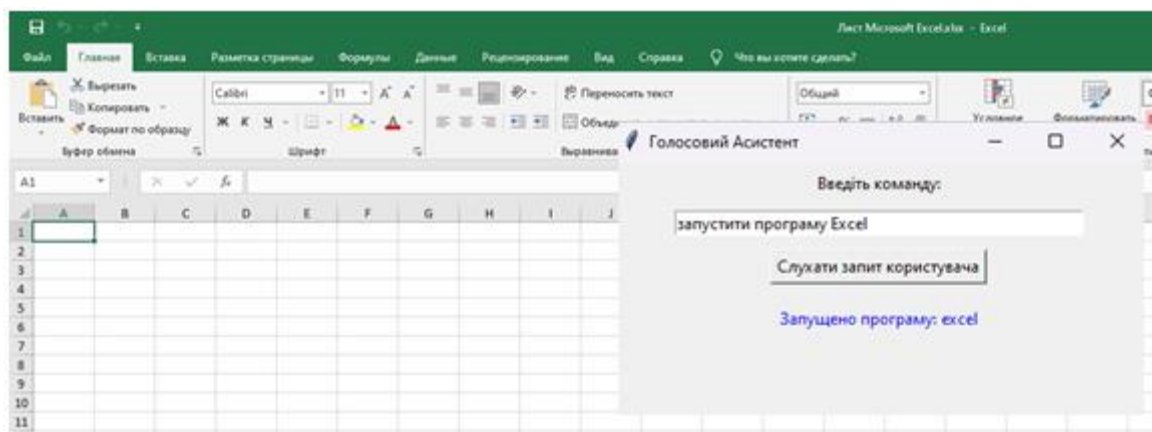 Лист Microsoft Excel.xlsx - Excel
Файл Главная Вставка Разметка страницы Формулы Данные Рецензирование Вид Справка Что вы хотите сделать?
Вставить
Вырезать
Копировать
Формат по образцу
Буфер обмена
Calibri 11
Ж К Ч
Шрифт
Переносить текст
Общий
Условное
Голосовий Асистент
Введіть команду:
запустити програму Excel
Слухати запит користувача
Запущено програму: excel
A1
fx
A B C D E F G H I J
1
2
3
4
5
6
7
8
9
10
11